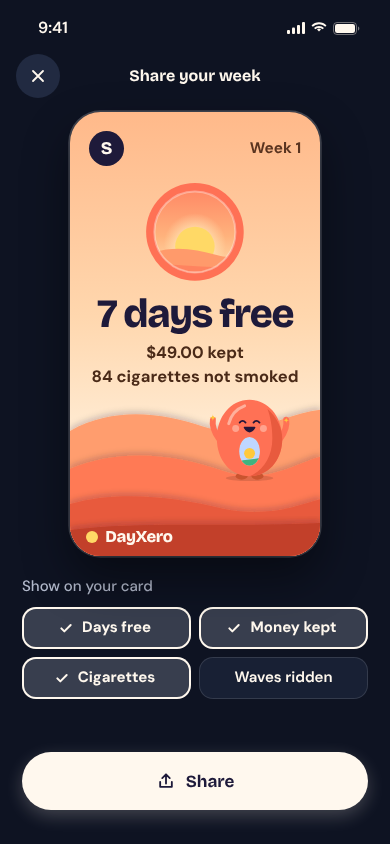 9:41
Share your week
S
Week 1
7 days free
$49.00 kept
84 cigarettes not smoked
DayXero
Show on your card
Days free
Money kept
Cigarettes
Waves ridden
Share